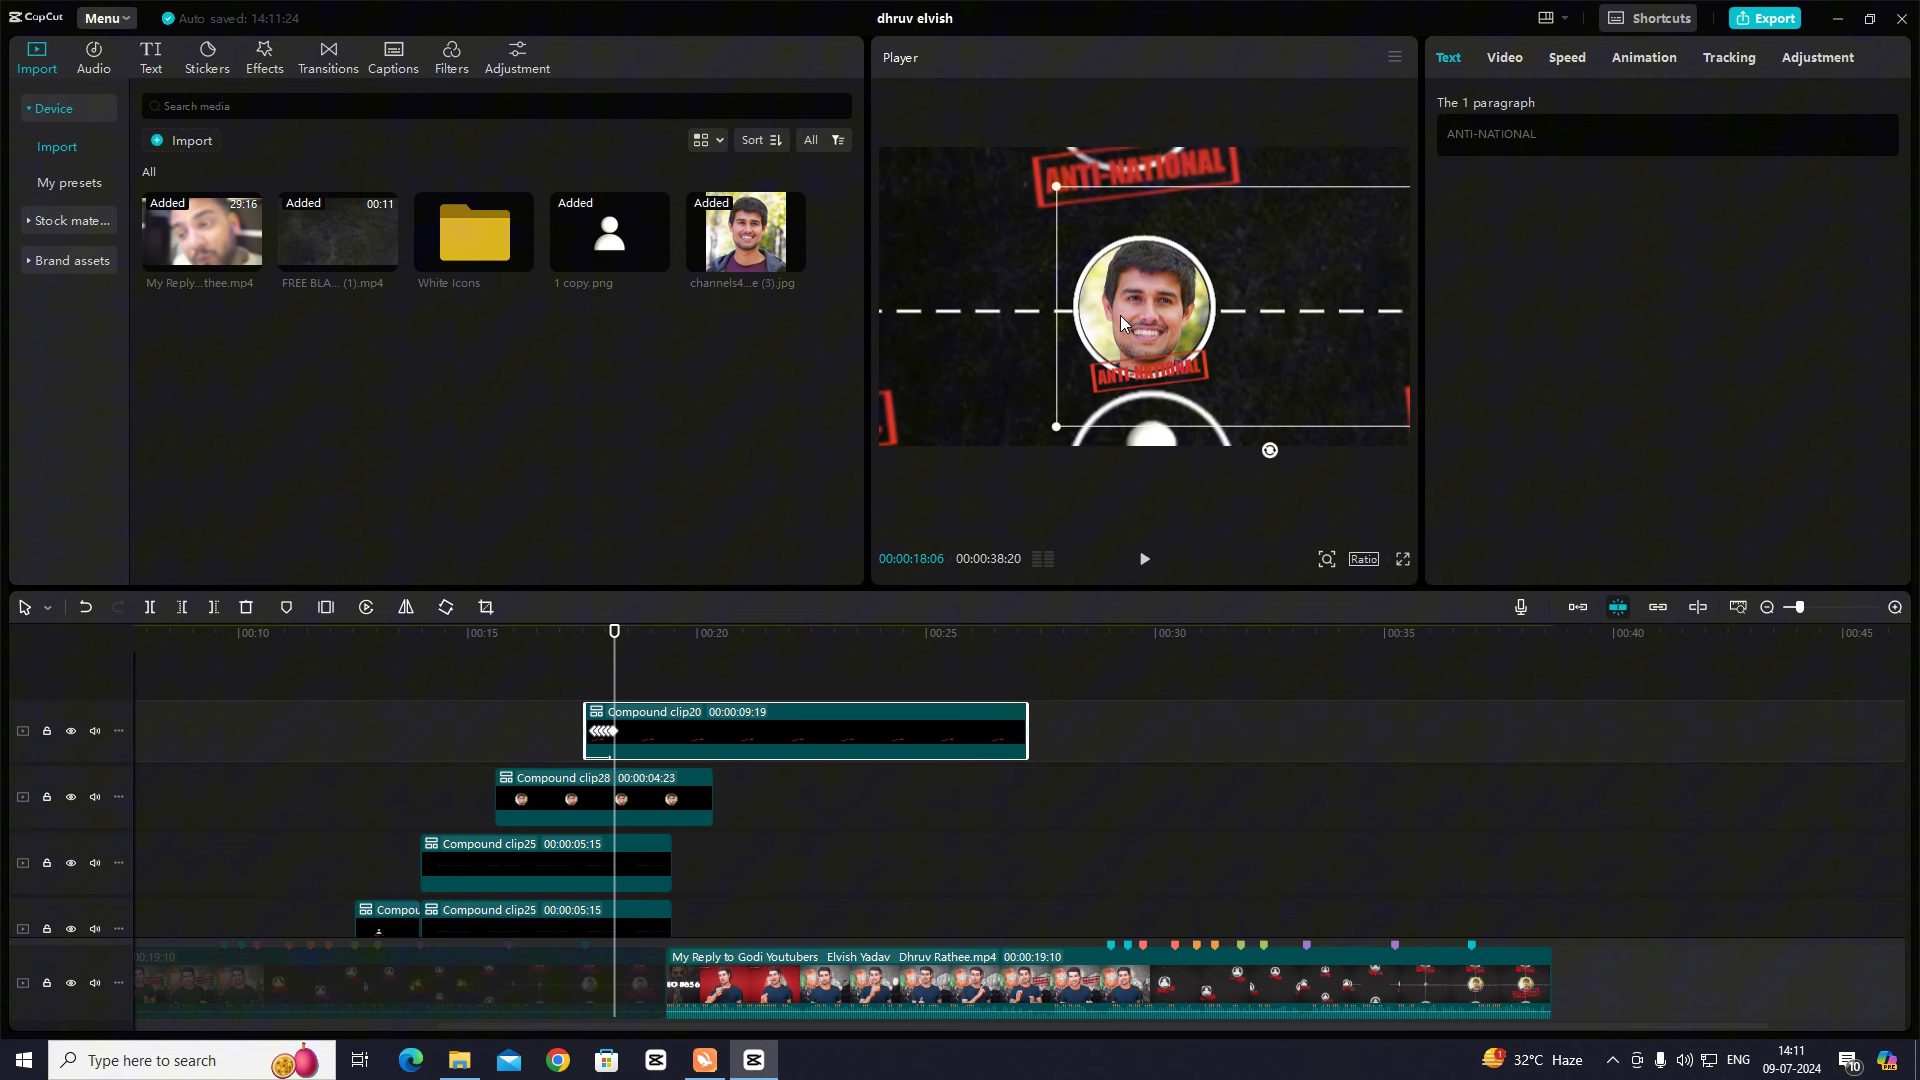 CapCut
Menu
Auto saved: 14:11:24
dhruv elvish
Shortcuts
Export
Import
Audio
Text
Stickers
Effects
Transitions
Captions
Filters
Adjustment
Device
Import
My presets
Stock mate...
Brand assets
Search media
Import
Sort
All
All
Added 29:16
My Reply...thee.mp4
Added 00:11
FREE BLA... (1).mp4
White Icons
Added
1 copy.png
Added
channels4...e (3).jpg
Player
ANTI-NATIONAL
ANTI-NATIONAL
00:00:18:06 00:00:38:20
Ratio
Text
Video
Speed
Animation
Tracking
Adjustment
The 1 paragraph
ANTI-NATIONAL
00:10
00:15
00:20
00:25
00:30
00:35
00:40
00:45
Compound clip20 00:00:09:19
Compound clip28 00:00:04:23
Compound clip25 00:00:05:15
Compou
Compound clip25 00:00:05:15
00:19:10
My Reply to Godi Youtubers Elvish Yadav Dhruv Rathee.mp4 00:00:19:10
Type here to search
32°C Haze
ENG
14:11
09-07-2024
10